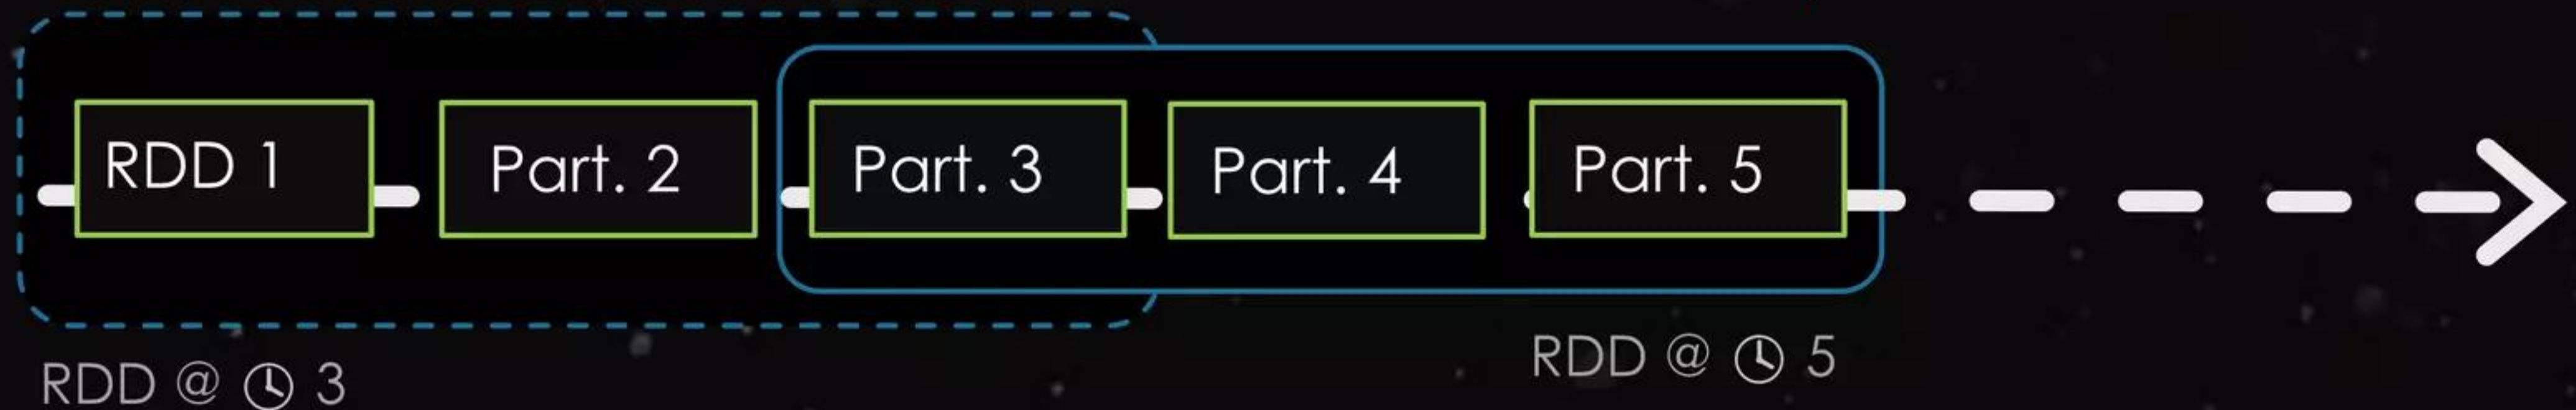 RDD 1
Part. 2
Part. 3
Part. 4
Part. 5
RDD @ 3
RDD @ 5